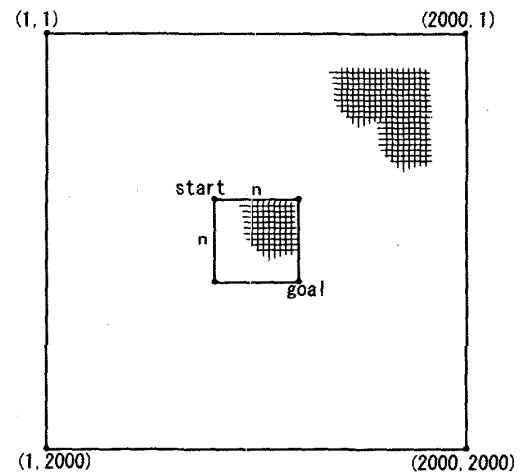 (1,1)
(2000,1)
start
n
n
goal
(1,2000)
(2000,2000)